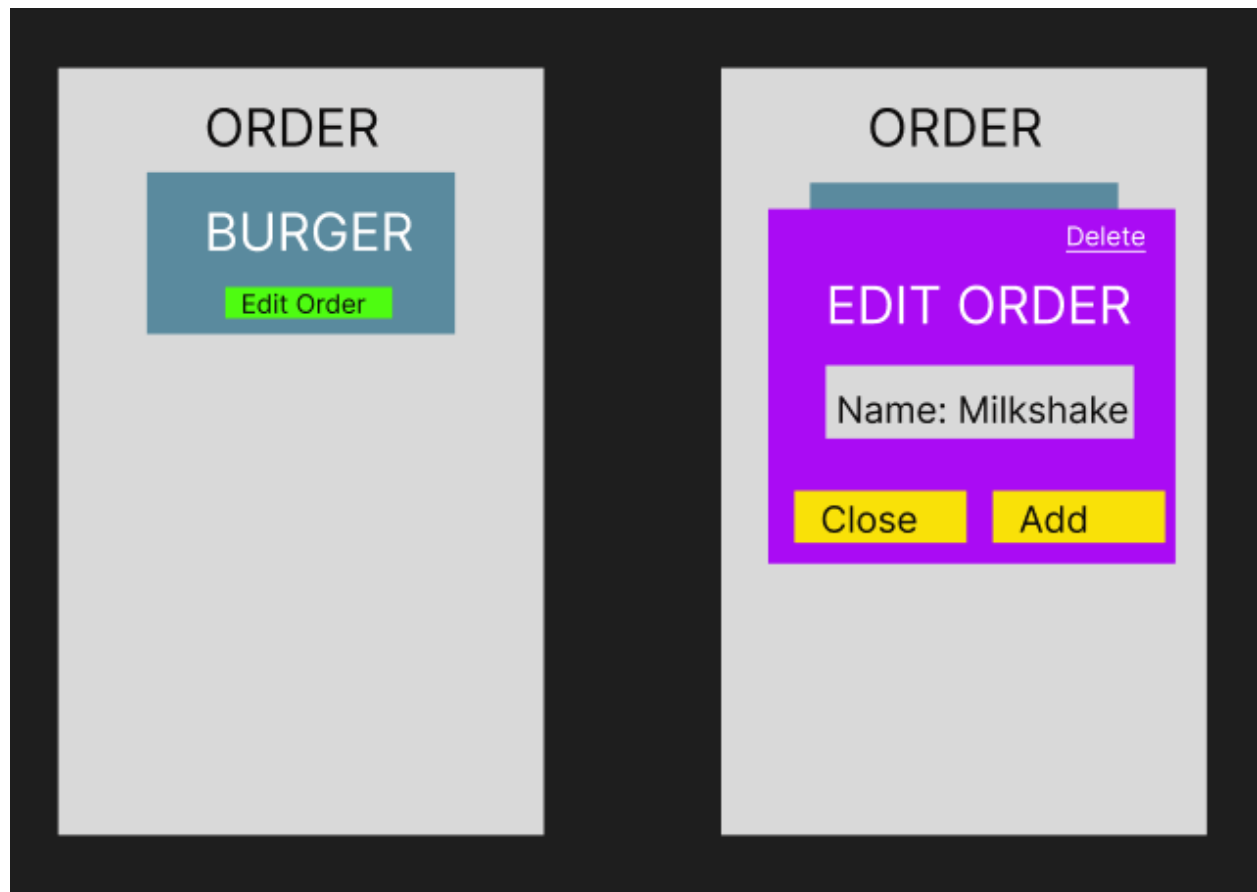 ORDER
BURGER
Edit Order
ORDER
Delete
EDIT ORDER
Name: Milkshake
Close
Add